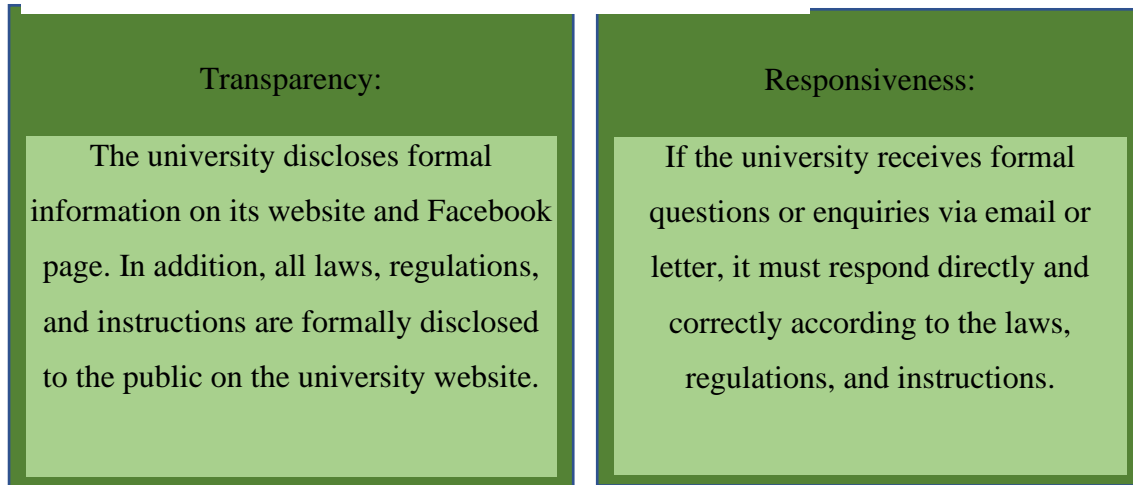 Transparency:
The university discloses formal
information on its website and Facebook
page. In addition, all laws, regulations,
and instructions are formally disclosed
to the public on the university website.
Responsiveness:
If the university receives formal
questions or enquiries via email or
letter, it must respond directly and
correctly according to the laws,
regulations, and instructions.